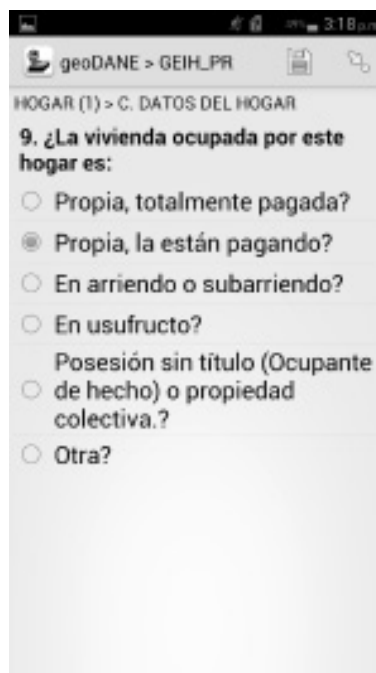 3:18 p.m
geoDANE > GEIH_PR
HOGAR (1) > C. DATOS DEL HOGAR
9. ¿La vivienda ocupada por este
hogar es:
Propia, totalmente pagada?
Propia, la están pagando?
En arriendo o subarriendo?
En usufructo?
Posesión sin título (Ocupante
de hecho) o propiedad
colectiva.?
Otra?